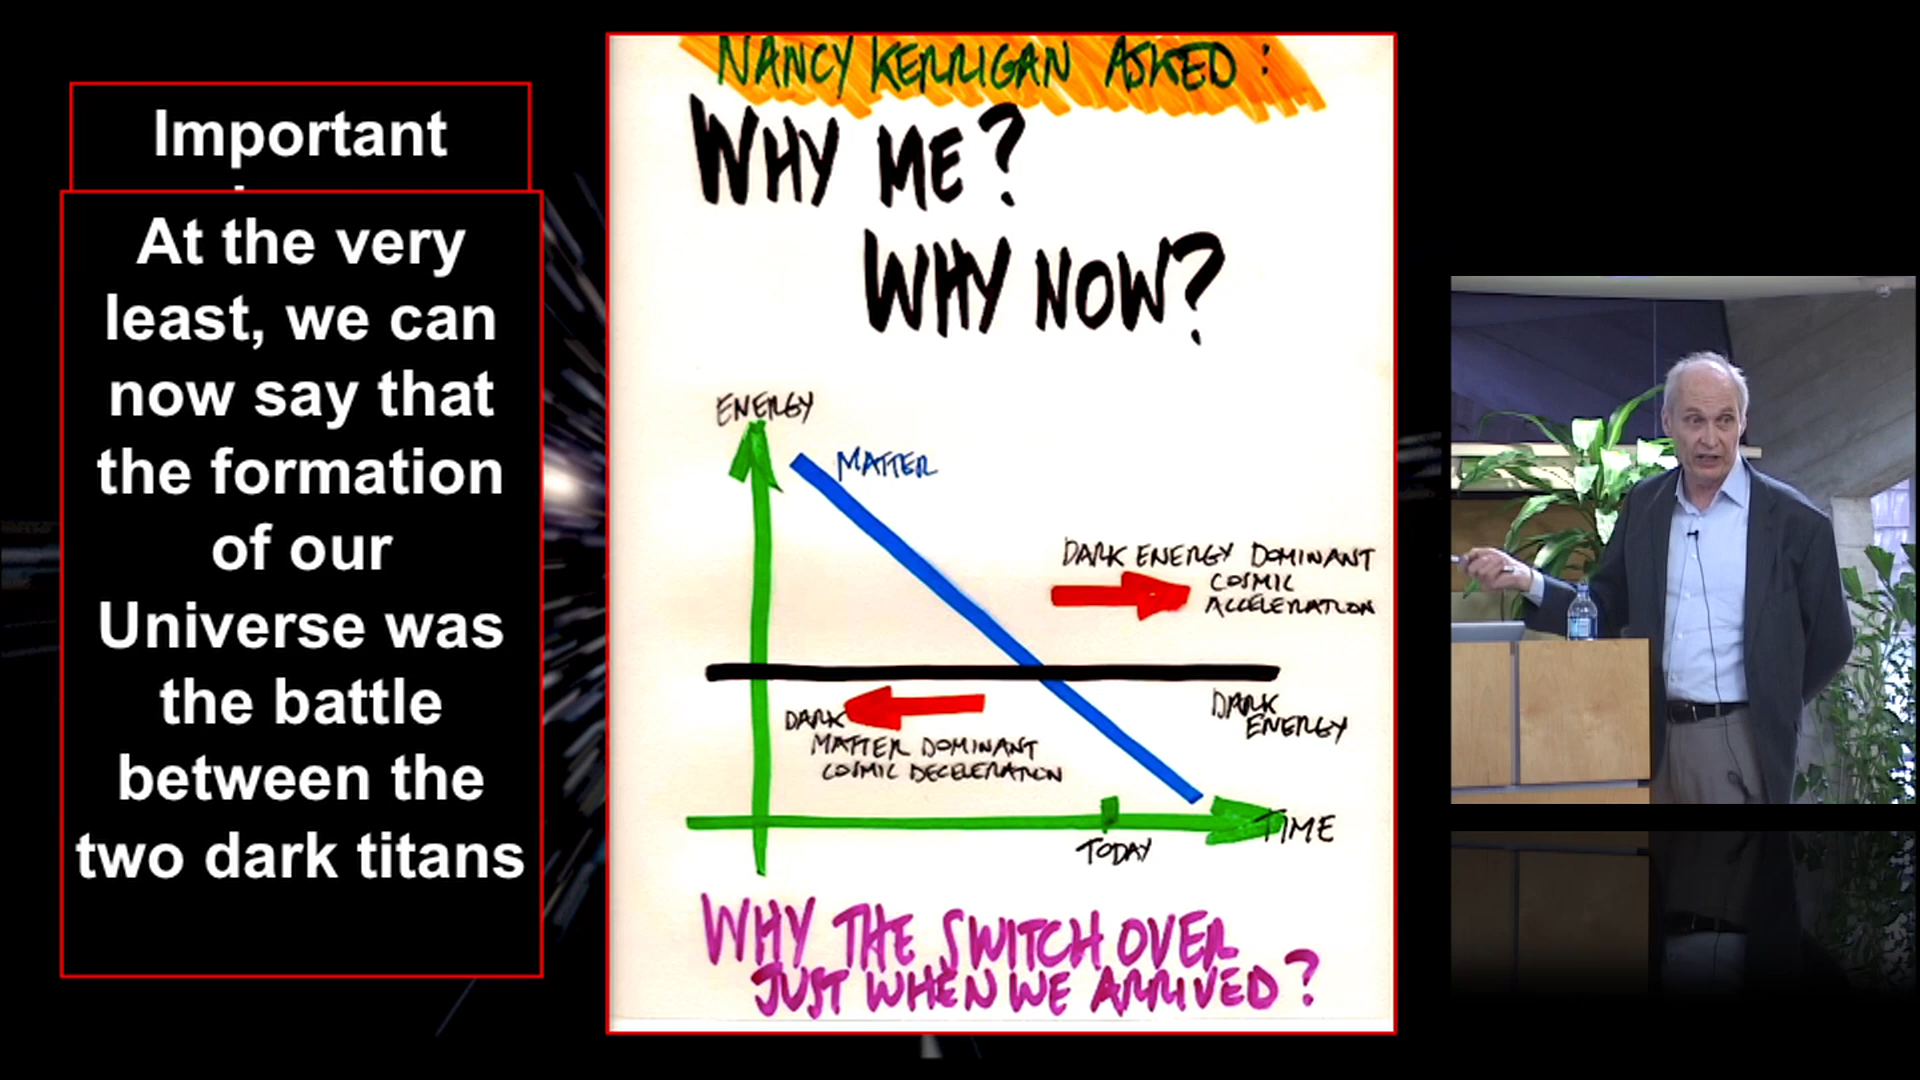 Important
At the very
least, we can
now say that
the formation
of our
Universe was
the battle
between the
two dark titans
NANCY KERRIGAN ASKED:
WHY ME?
WHY NOW?
ENERGY
MATTER
DARK ENERGY DOMINANT
COSMIC
ACCELERATION
DARK
MATTER DOMINANT
COSMIC DECELERATION
DARK
ENERGY
TIME
TODAY
WHY THE SWITCH OVER
JUST WHEN WE ARRIVED?